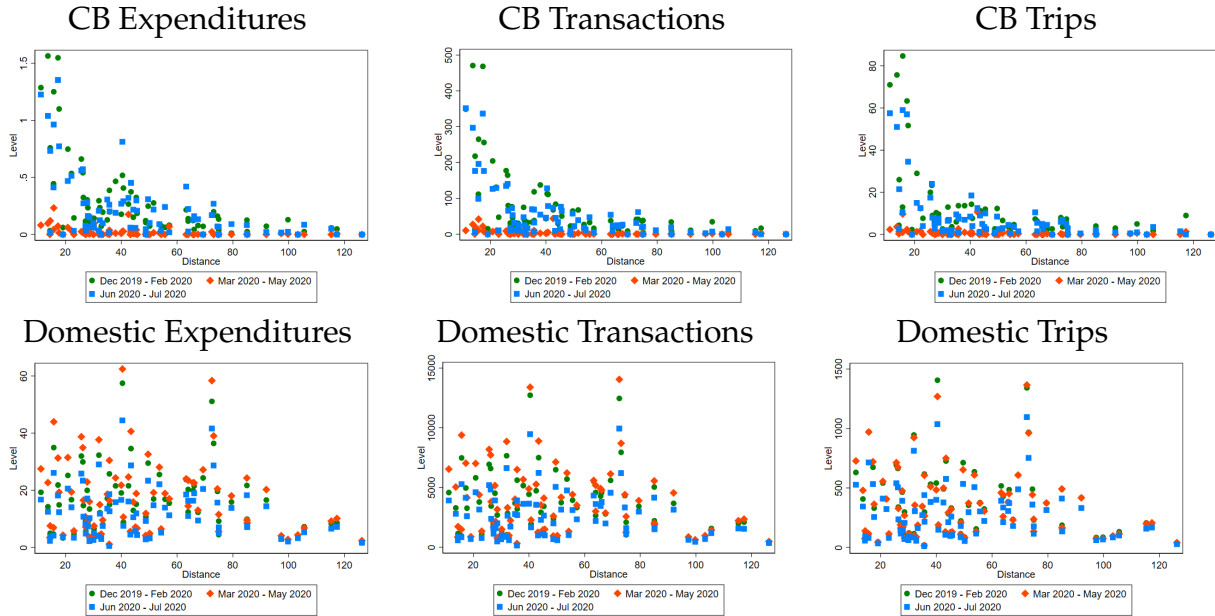 CB Expenditures
CB Transactions
CB Trips
Level
0
.5
1
1.5
20
40
60
80
100
120
Distance
Dec 2019 - Feb 2020
Mar 2020 - May 2020
Jun 2020 - Jul 2020
Level
0
100
200
300
400
500
20
40
60
80
100
120
Distance
Dec 2019 - Feb 2020
Mar 2020 - May 2020
Jun 2020 - Jul 2020
Level
0
20
40
60
80
20
40
60
80
100
120
Distance
Dec 2019 - Feb 2020
Mar 2020 - May 2020
Jun 2020 - Jul 2020
Domestic Expenditures
Domestic Transactions
Domestic Trips
Level
0
20
40
60
20
40
60
80
100
120
Distance
Dec 2019 - Feb 2020
Mar 2020 - May 2020
Jun 2020 - Jul 2020
Level
0
5000
10000
15000
20
40
60
80
100
120
Distance
Dec 2019 - Feb 2020
Mar 2020 - May 2020
Jun 2020 - Jul 2020
Level
0
500
1000
1500
20
40
60
80
100
120
Distance
Dec 2019 - Feb 2020
Mar 2020 - May 2020
Jun 2020 - Jul 2020